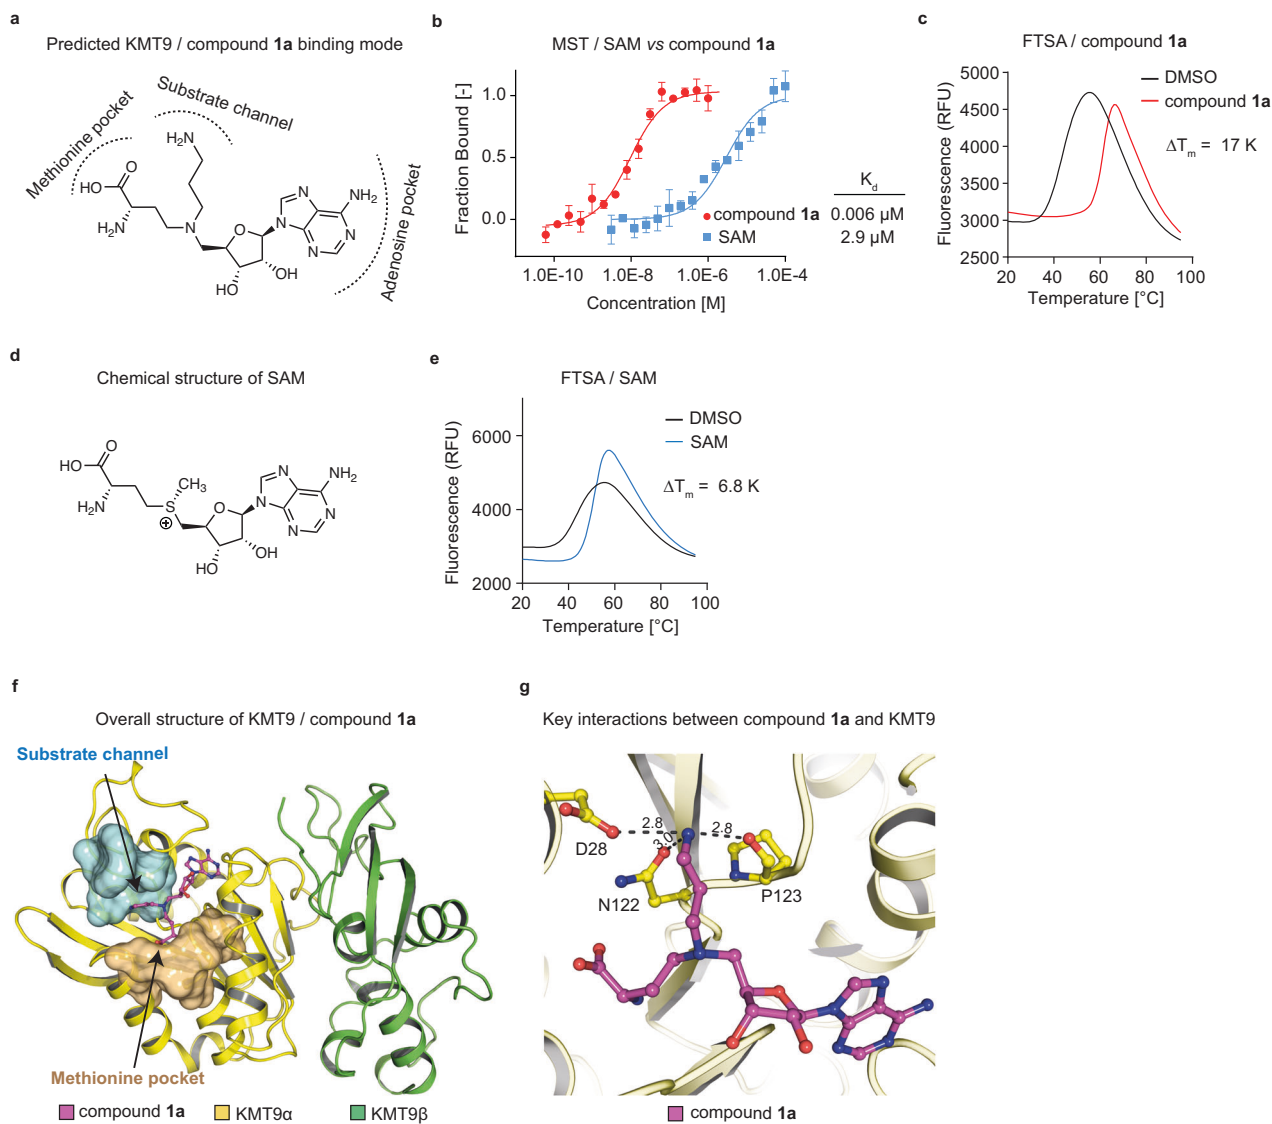 a
Predicted KMT9 / compound 1a binding mode
Methionine pocket
Substrate channel
Adenosine pocket
H₂N
O
HO
H₂N
N
O
N
N
NH₂
N
N
OH
HO
b
MST / SAM vs compound 1a
Fraction Bound [-]
1.0
0.5
0.0
1.0E-10
1.0E-8
1.0E-6
1.0E-4
Concentration [M]
Kd
compound 1a 0.006 µM
SAM 2.9 µM
c
FTSA / compound 1a
Fluorescence (RFU)
5000
4500
4000
3500
3000
2500
20
40
60
80
100
Temperature [°C]
DMSO
compound 1a
ΔTm = 17 K
d
Chemical structure of SAM
O
HO
H₂N
CH₃
S
⊕
O
N
N
NH₂
N
N
OH
HO
e
FTSA / SAM
Fluorescence (RFU)
6000
4000
2000
20
40
60
80
100
Temperature [°C]
DMSO
SAM
ΔTm = 6.8 K
f
Overall structure of KMT9 / compound 1a
Substrate channel
Methionine pocket
compound 1a
KMT9α
KMT9β
g
Key interactions between compound 1a and KMT9
2.8
3.0
2.8
D28
N122
P123
compound 1a